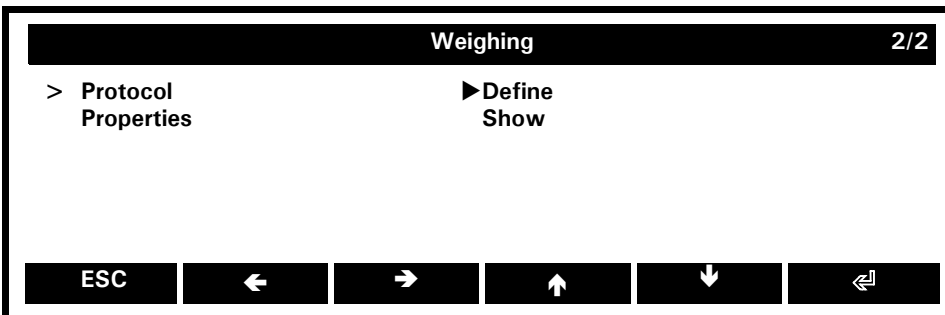 Weighing 2/2
> Protocol ▶Define
Properties Show
ESC ← → ↑ ↓ ↵